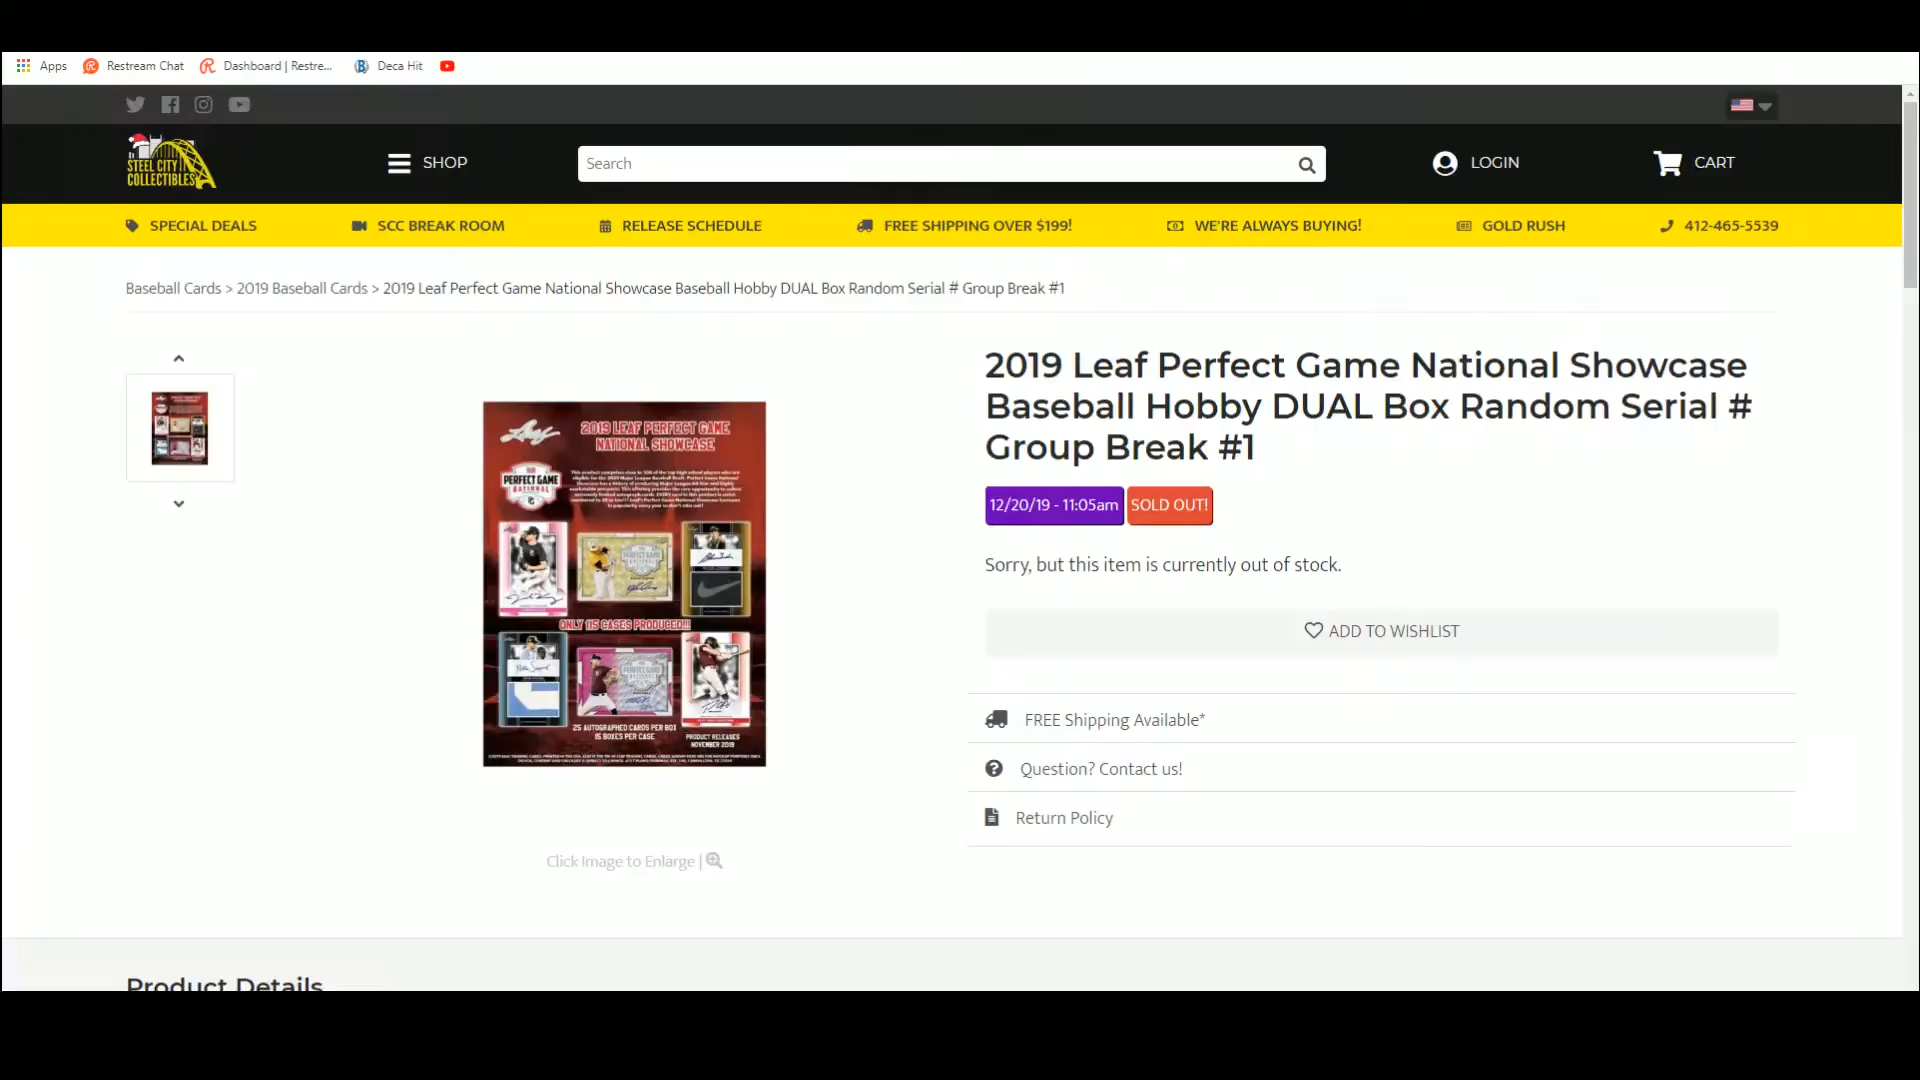 Apps
Restream Chat
Dashboard | Restre...
Deca Hit
STEEL CITY
COLLECTIBLES
SHOP
Search
LOGIN
CART
SPECIAL DEALS
SCC BREAK ROOM
RELEASE SCHEDULE
FREE SHIPPING OVER $199!
WE'RE ALWAYS BUYING!
GOLD RUSH
412-465-5539
Baseball Cards > 2019 Baseball Cards > 2019 Leaf Perfect Game National Showcase Baseball Hobby DUAL Box Random Serial # Group Break #1
2019 Leaf Perfect Game National Showcase
Baseball Hobby DUAL Box Random Serial #
Group Break #1
12/20/19 - 11:05am
SOLD OUT!
Sorry, but this item is currently out of stock.
ADD TO WISHLIST
FREE Shipping Available*
Question? Contact us!
Return Policy
Leaf
2019 LEAF PERFECT GAME
NATIONAL SHOWCASE
PERFECT GAME
NATIONAL
ONLY 115 CASES PRODUCED!!!
25 AUTOGRAPHED CARDS PER BOX
15 BOXES PER CASE
PRODUCT RELEASES
NOVEMBER 2019
Click Image to Enlarge |
Product Details